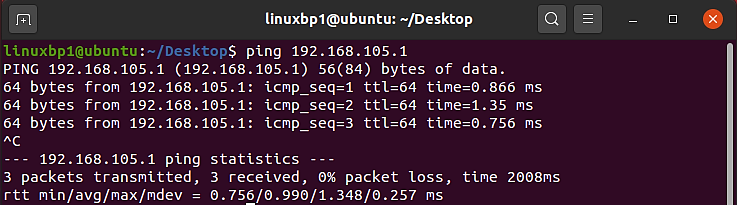 linuxbp1@ubuntu: ~/Desktop
linuxbp1@ubuntu:~/Desktop$ ping 192.168.105.1
PING 192.168.105.1 (192.168.105.1) 56(84) bytes of data.
64 bytes from 192.168.105.1: icmp_seq=1 ttl=64 time=0.866 ms
64 bytes from 192.168.105.1: icmp_seq=2 ttl=64 time=1.35 ms
64 bytes from 192.168.105.1: icmp_seq=3 ttl=64 time=0.756 ms
^C
--- 192.168.105.1 ping statistics ---
3 packets transmitted, 3 received, 0% packet loss, time 2008ms
rtt min/avg/max/mdev = 0.756/0.990/1.348/0.257 ms